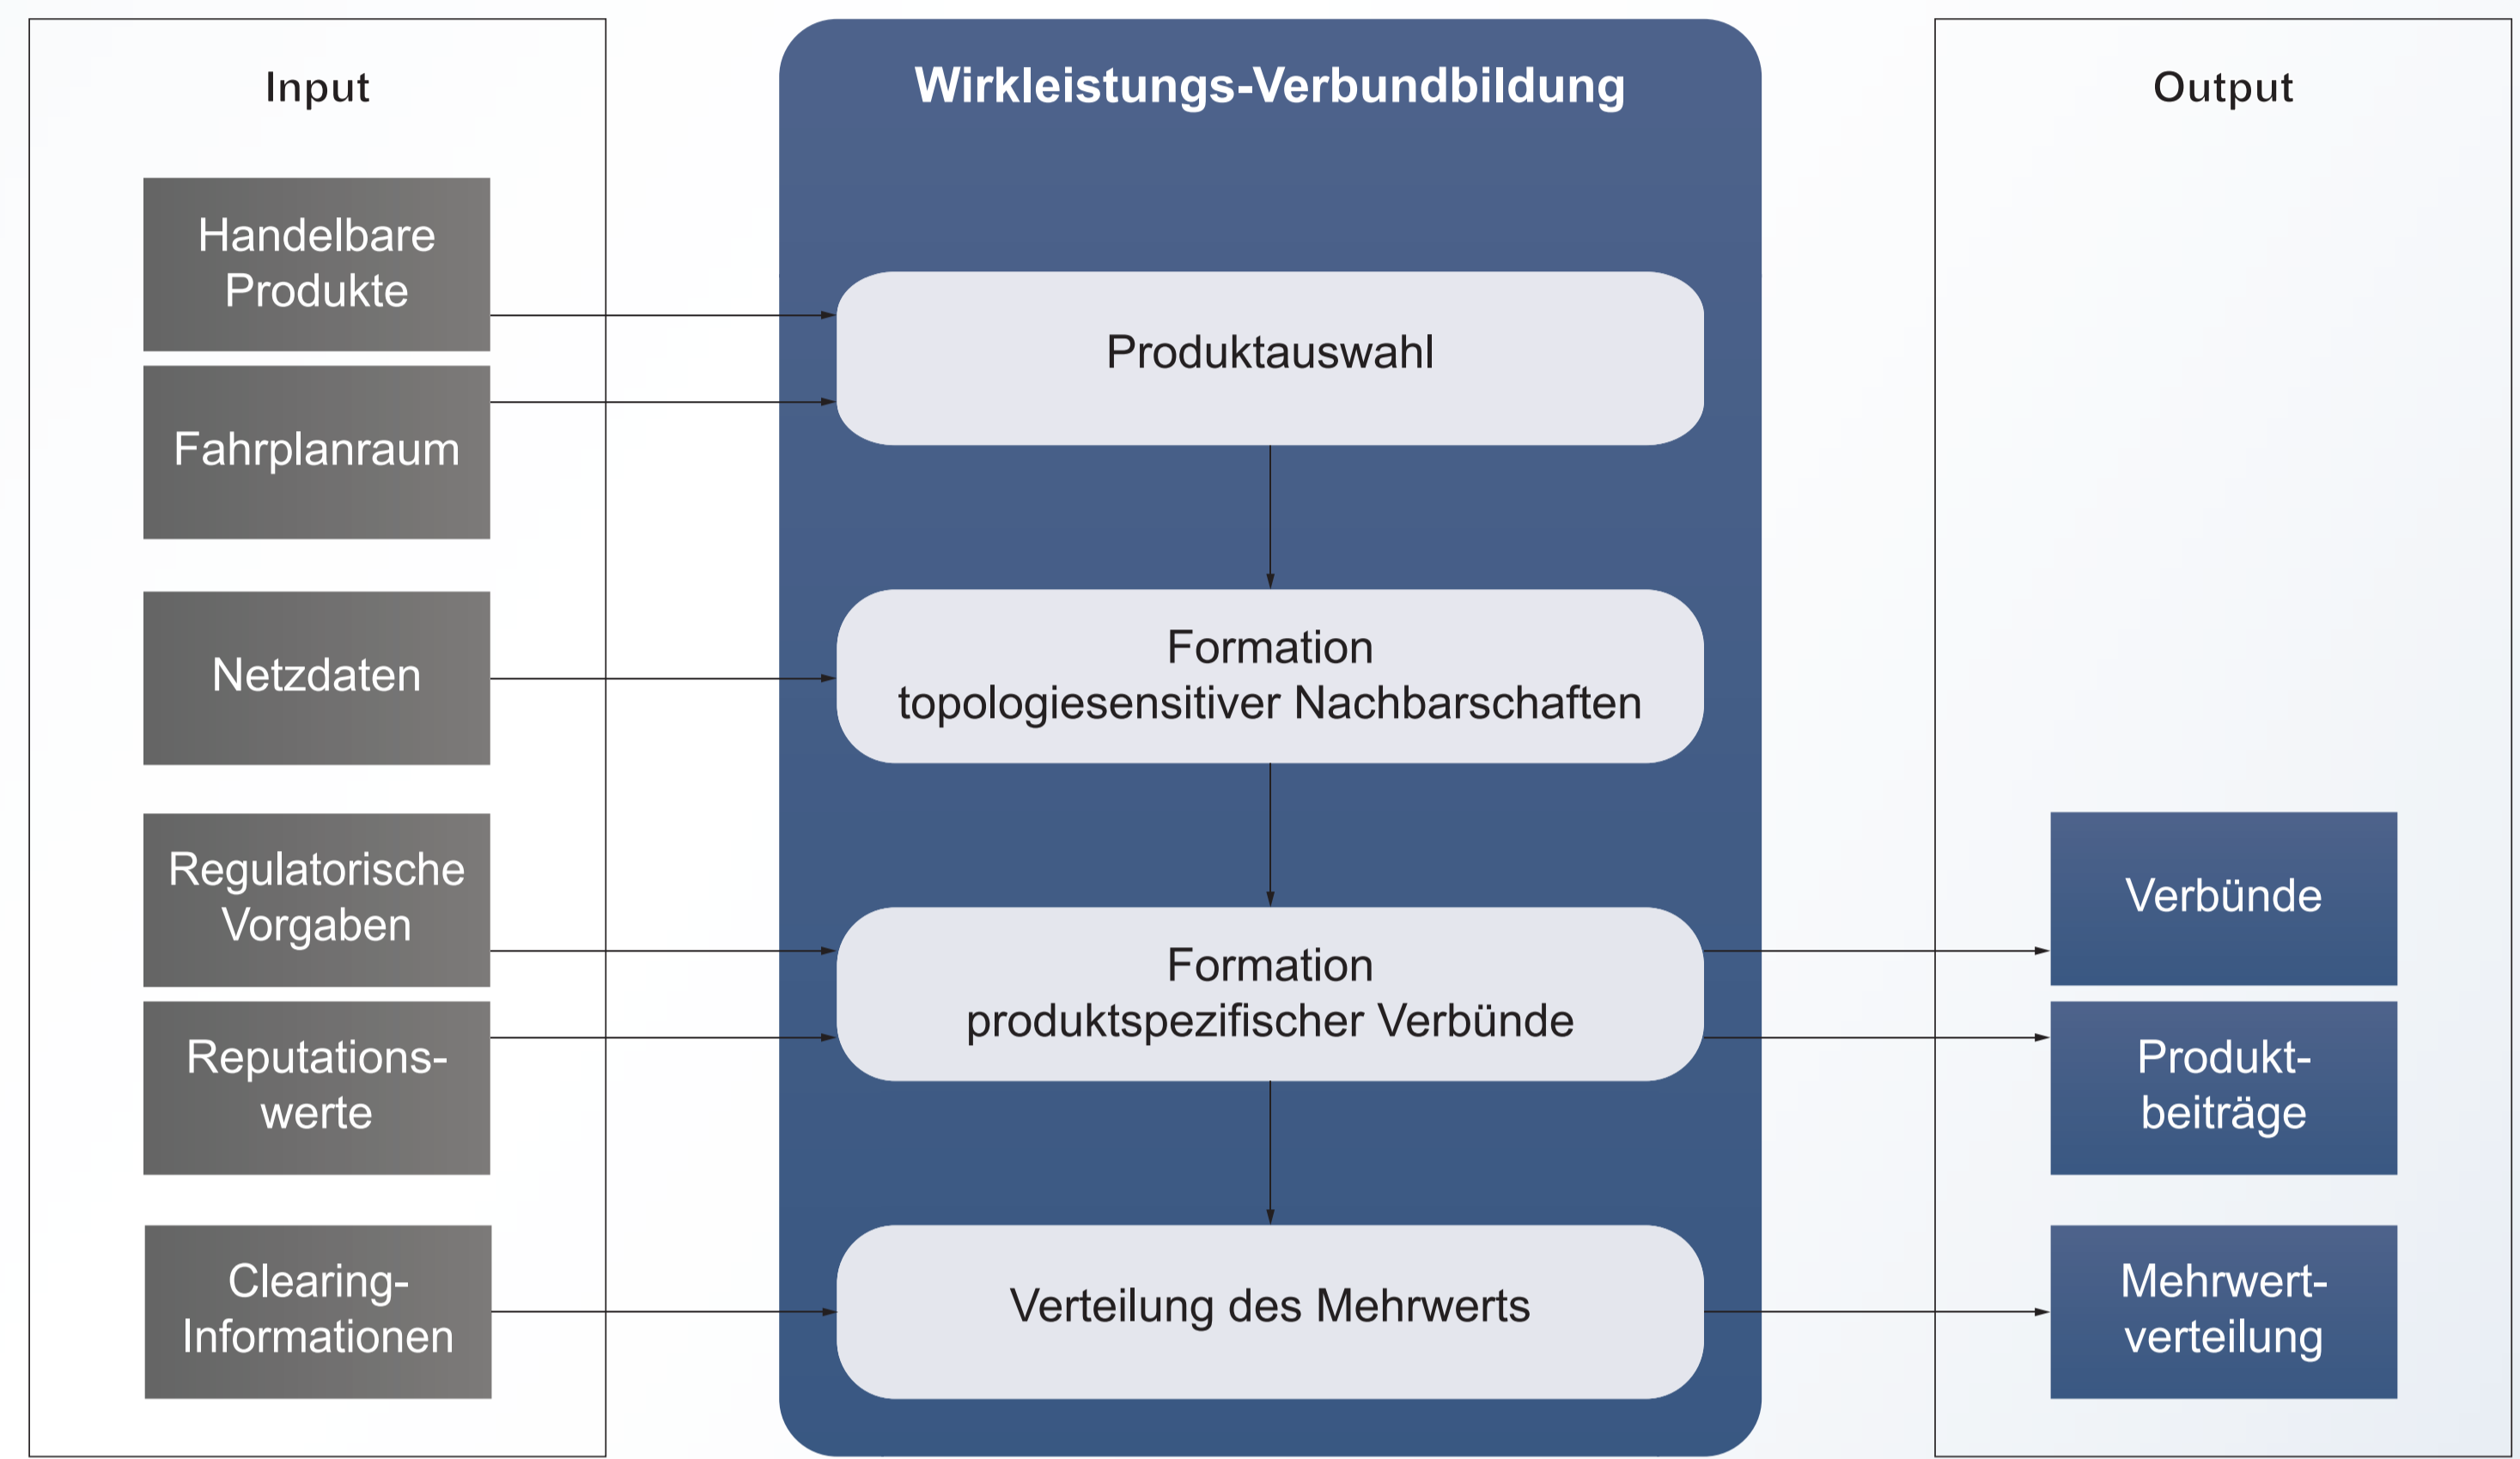 Input
Handelbare
Produkte
Fahrplanraum
Netzdaten
Regulatorische
Vorgaben
Reputations-
werte
Clearing-
Informationen
Wirkleistungs-Verbundbildung
Produktauswahl
Formation
topologiesensitiver Nachbarschaften
Formation
produktspezifischer Verbünde
Verteilung des Mehrwerts
Output
Verbünde
Produkt-
beiträge
Mehrwert-
verteilung